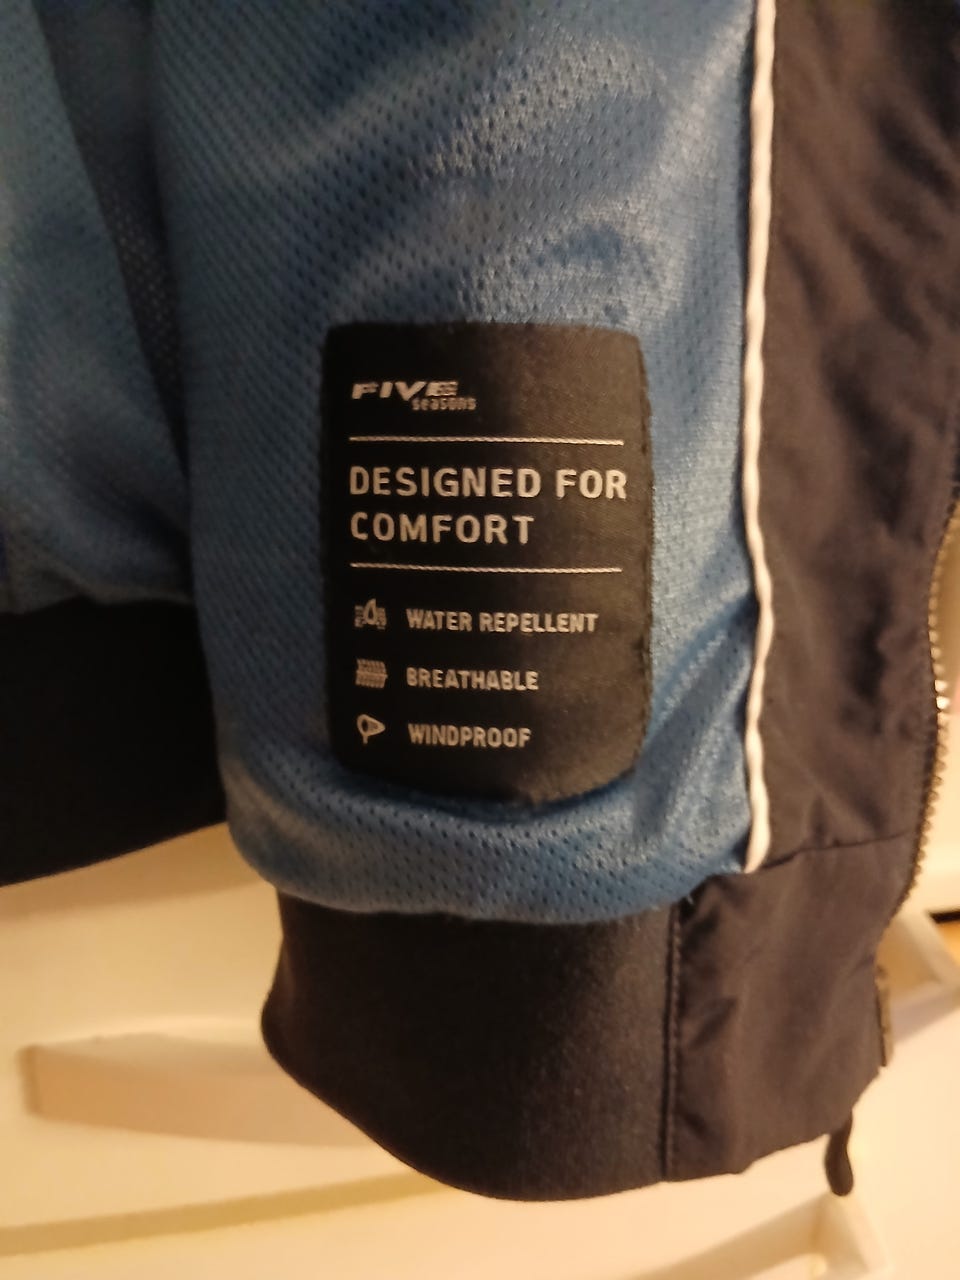 FIVE
seasons
DESIGNED FOR
COMFORT
WATER REPELLENT
BREATHABLE
WINDPROOF